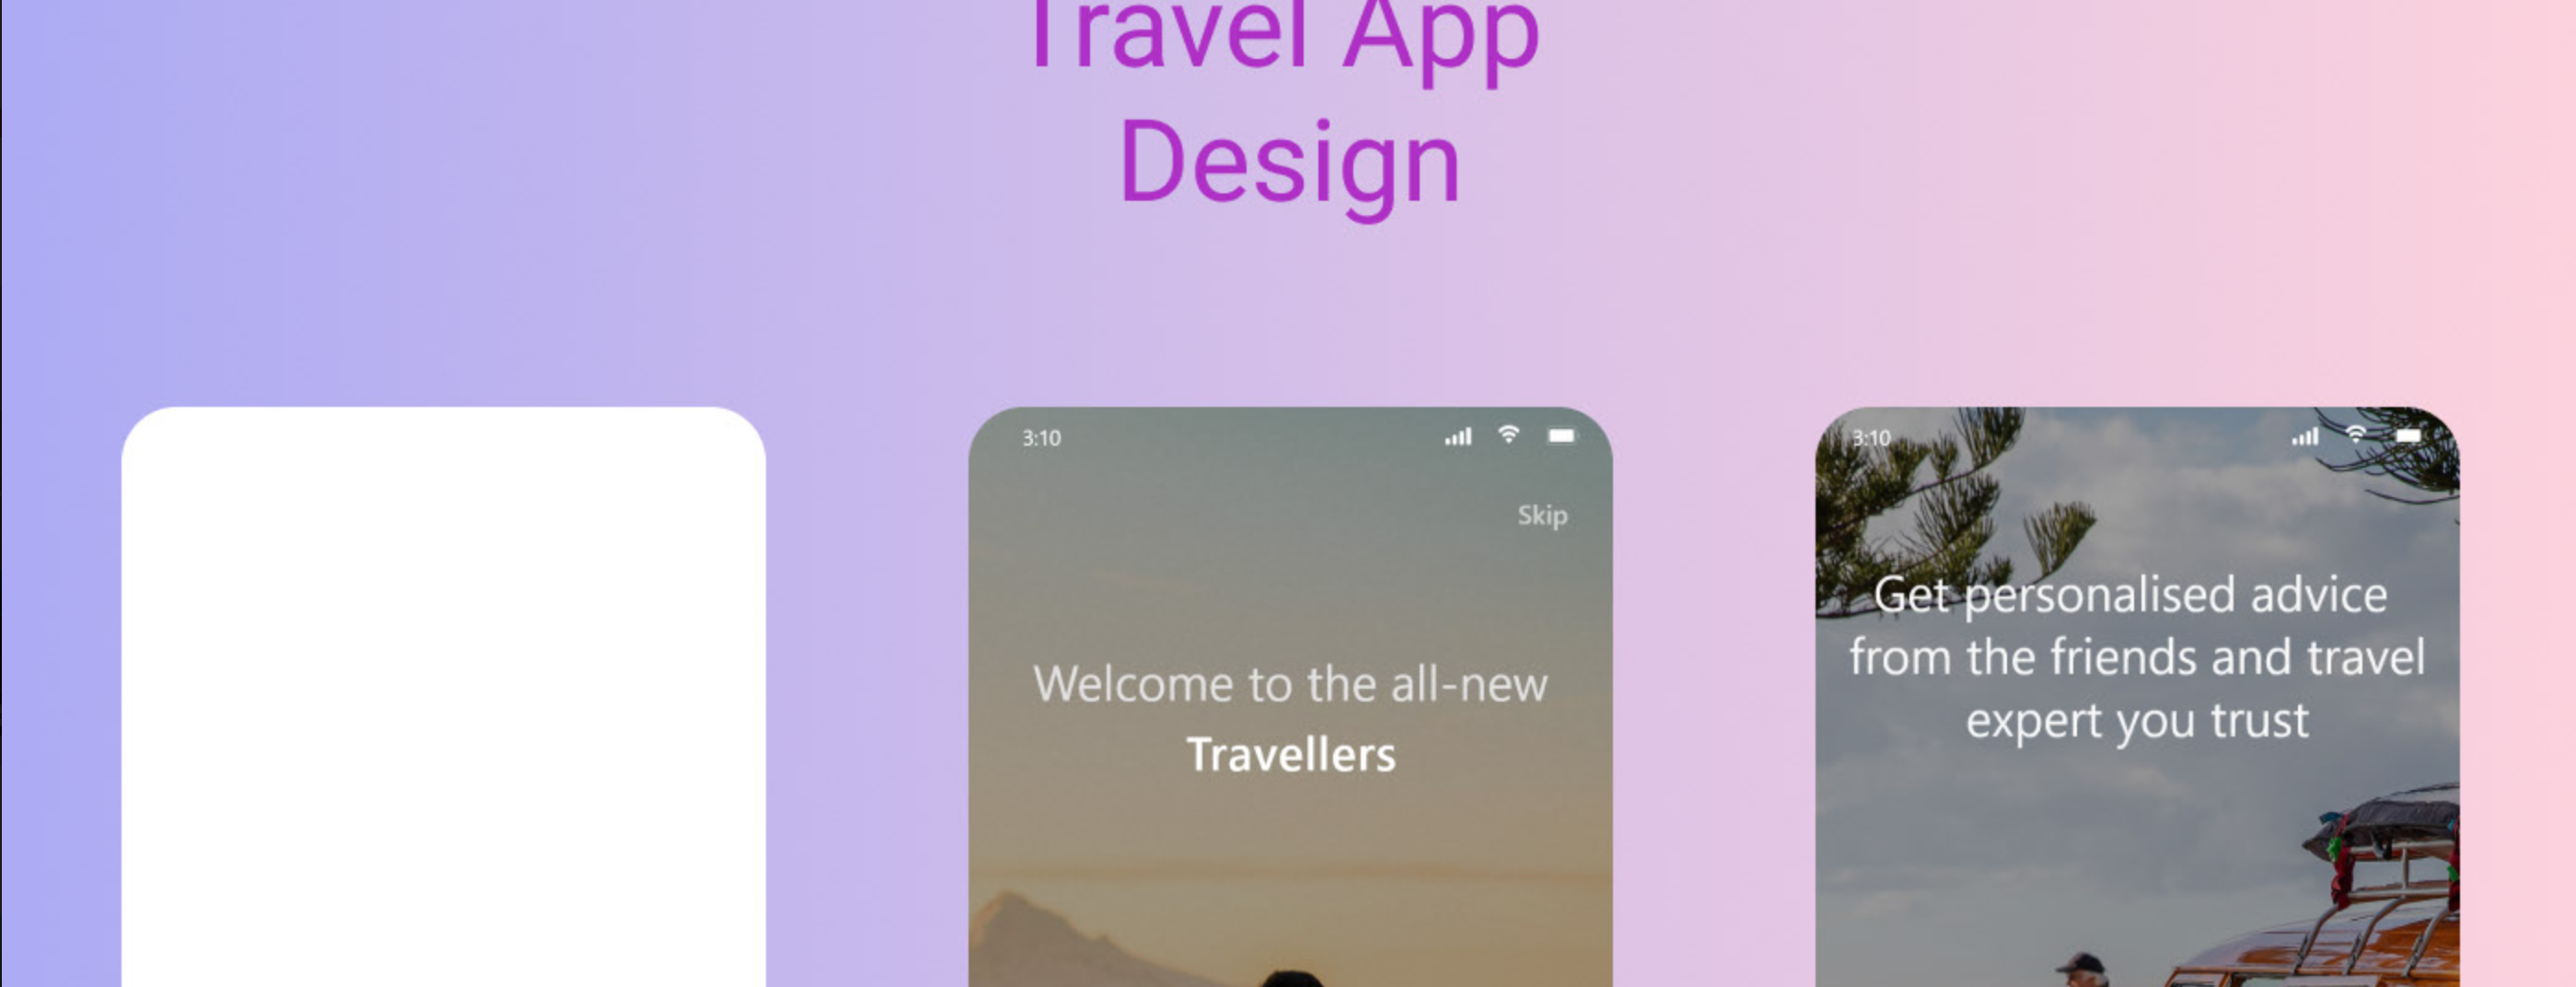 Travel App
Design
3:10
Skip
Welcome to the all-new
Travellers
3:10
Get personalised advice
from the friends and travel
expert you trust